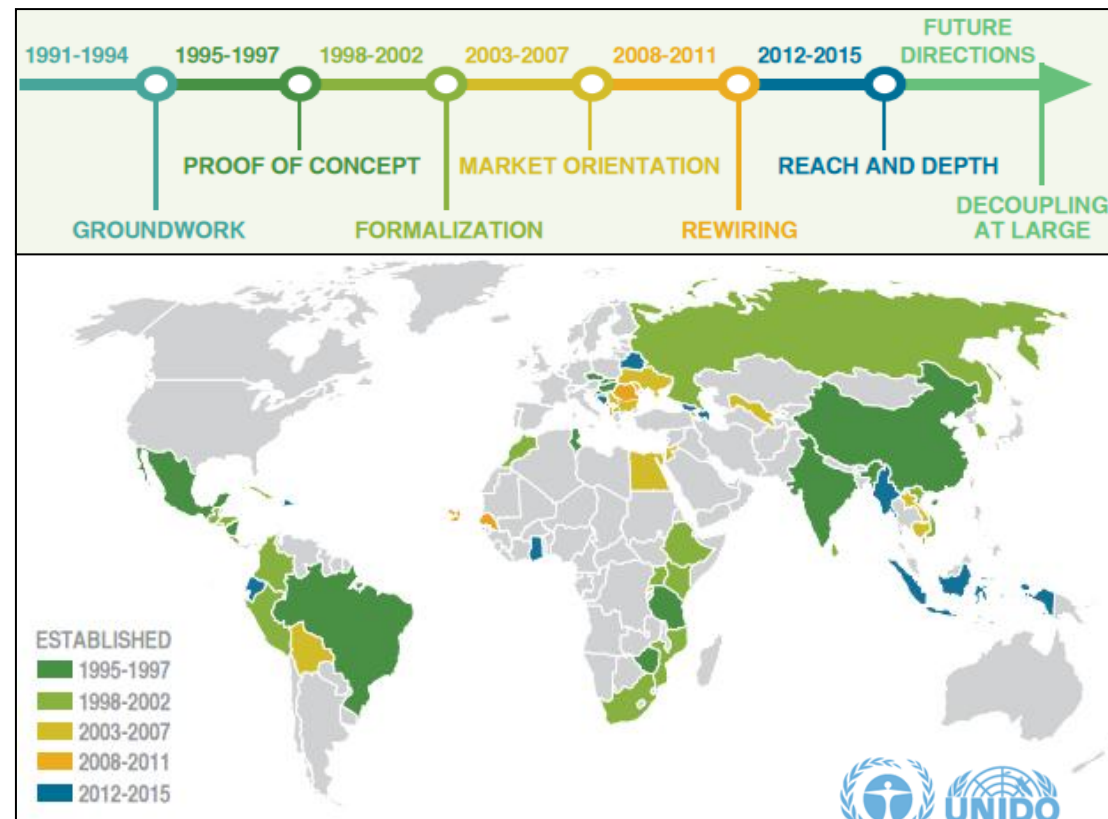 1991-1994
1995-1997
1998-2002
2003-2007
2008-2011
2012-2015
FUTURE
DIRECTIONS
PROOF OF CONCEPT
MARKET ORIENTATION
REACH AND DEPTH
GROUNDWORK
FORMALIZATION
REWIRING
DECOUPLING
AT LARGE
ESTABLISHED
1995-1997
1998-2002
2003-2007
2008-2011
2012-2015
UNIDO